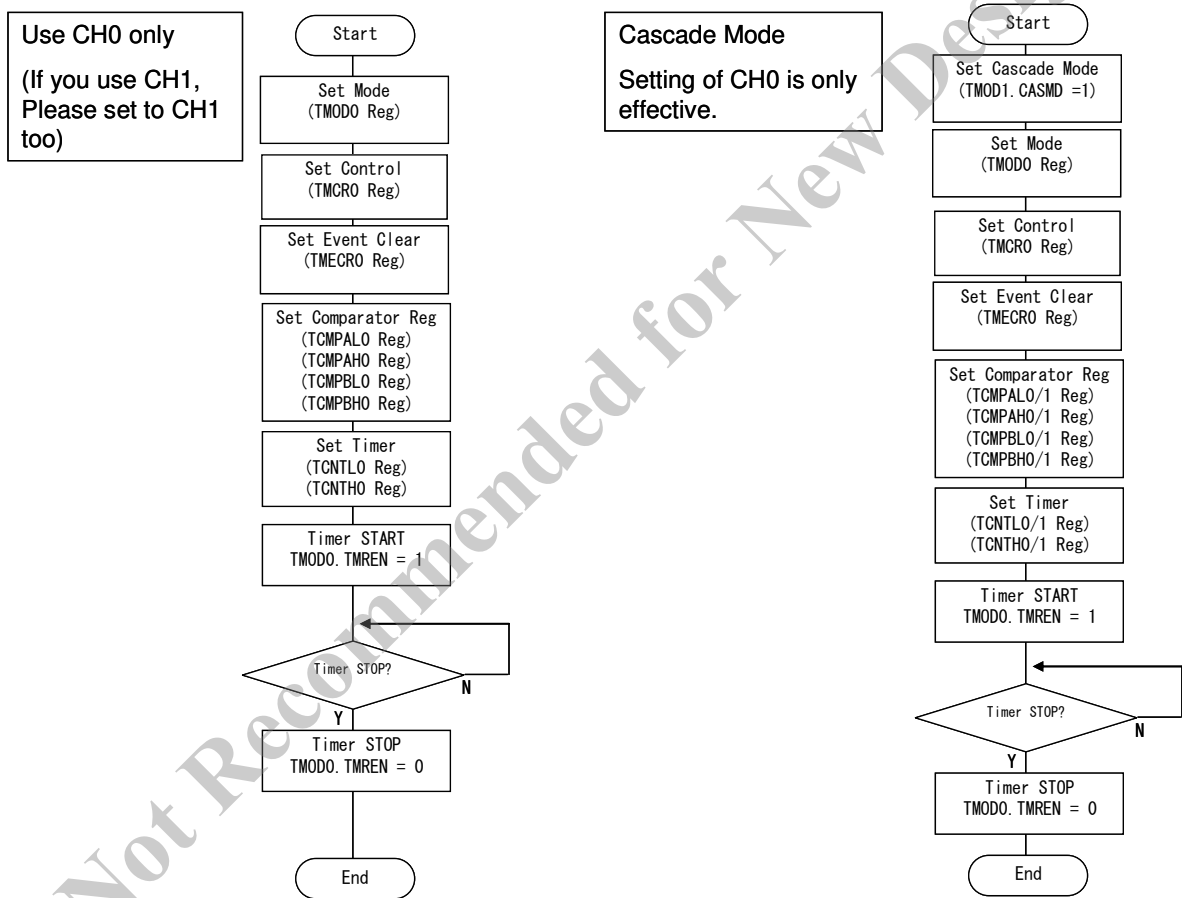 Use CH0 only
(If you use CH1,
Please set to CH1
too)
Start
Set Mode
(TMOD0 Reg)
Set Control
(TMCR0 Reg)
Set Event Clear
(TMECR0 Reg)
Set Comparator Reg
(TCMPAL0 Reg)
(TCMPAH0 Reg)
(TCMPBL0 Reg)
(TCMPBH0 Reg)
Set Timer
(TCNTL0 Reg)
(TCNTH0 Reg)
Timer START
TMOD0.TMREN = 1
Timer STOP?
N
Y
Timer STOP
TMOD0.TMREN = 0
End
Cascade Mode
Setting of CH0 is only
effective.
Start
Set Cascade Mode
(TMOD1.CASMD =1)
Set Mode
(TMOD0 Reg)
Set Control
(TMCR0 Reg)
Set Event Clear
(TMECR0 Reg)
Set Comparator Reg
(TCMPAL0/1 Reg)
(TCMPAH0/1 Reg)
(TCMPBL0/1 Reg)
(TCMPBH0/1 Reg)
Set Timer
(TCNTL0/1 Reg)
(TCNTH0/1 Reg)
Timer START
TMOD0.TMREN = 1
Timer STOP?
N
Y
Timer STOP
TMOD0.TMREN = 0
End
Not Recommended for New Des